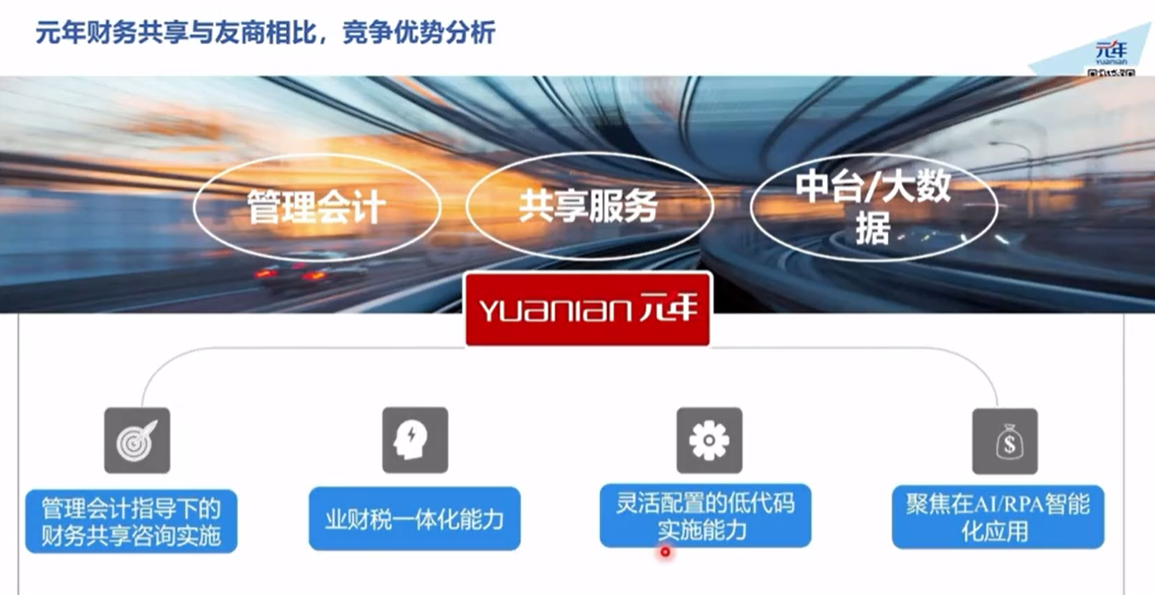 元年财务共享与友商相比，竞争优势分析
元年
Yuanian
管理会计
共享服务
中台/大数
据
YUANIAN 元年
管理会计指导下的
财务共享咨询实施
业财税一体化能力
灵活配置的低代码
实施能力
聚焦在AI/RPA智能
化应用